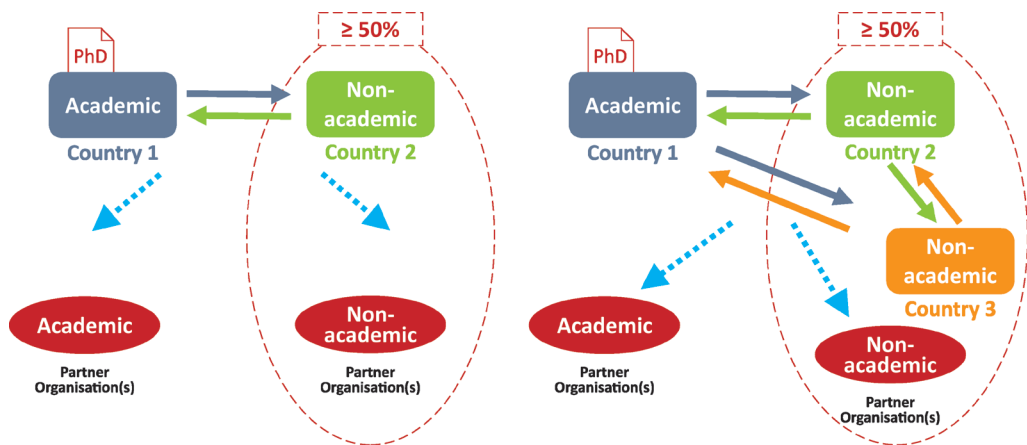 ≥ 50%
PhD
Academic
Non-
academic
Country 1
Country 2
Academic
Non-
academic
Partner
Organisation(s)
Partner
Organisation(s)
≥ 50%
PhD
Academic
Non-
academic
Country 1
Country 2
Non-
academic
Country 3
Academic
Non-
academic
Partner
Organisation(s)
Partner
Organisation(s)